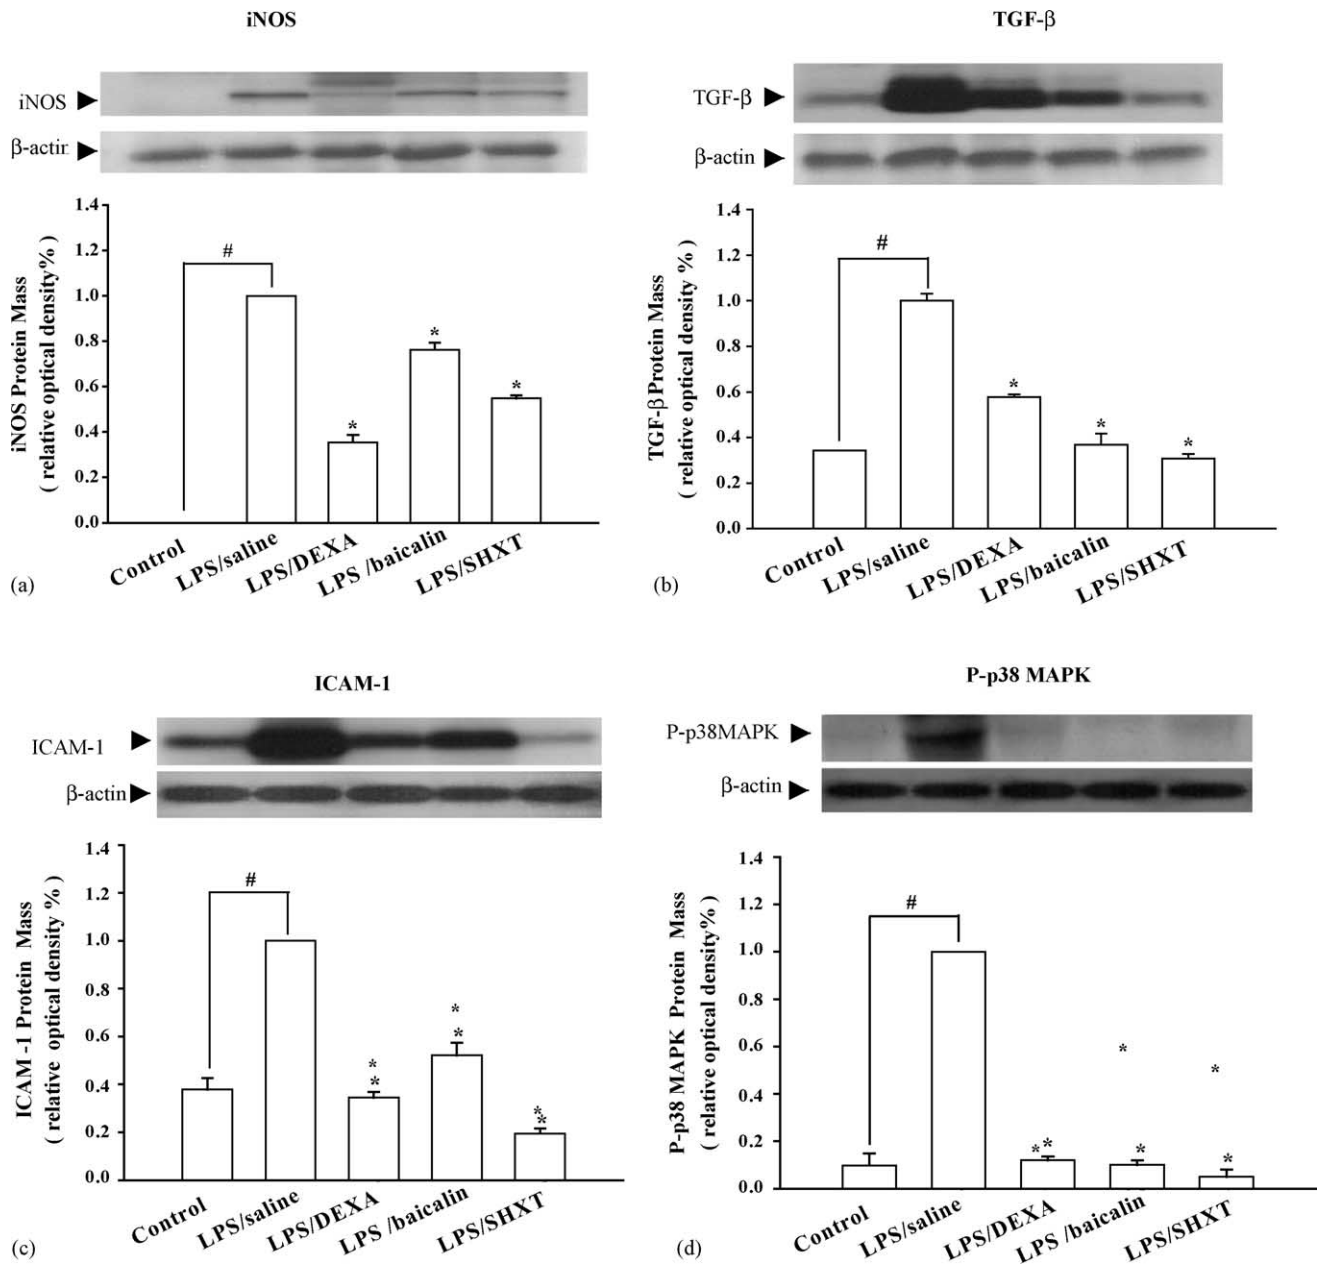 iNOS
iNOS
β-actin
iNOS Protein Mass
( relative optical density% )
1.4
1.2
1.0
0.8
0.6
0.4
0.2
0.0
#
*
*
*
Control
LPS/saline
LPS/DEXA
LPS /baicalin
LPS/SHXT
(a)
TGF-β
TGF-β
β-actin
TGF-β Protein Mass
( relative optical density % )
1.4
1.2
1.0
0.8
0.6
0.4
0.2
0.0
#
*
*
*
Control
LPS/saline
LPS/DEXA
LPS/baicalin
LPS/SHXT
(b)
ICAM-1
ICAM-1
β-actin
ICAM -1 Protein Mass
( relative optical density % )
1.4
1.2
1.0
0.8
0.6
0.4
0.2
0.0
#
*
*
*
*
*
*
Control
LPS/saline
LPS/DEXA
LPS /baicalin
LPS/SHXT
(c)
P-p38 MAPK
P-p38MAPK
β-actin
P-p38 MAPK Protein Mass
( relative optical density% )
1.4
1.2
1.0
0.8
0.6
0.4
0.2
0.0
#
*
*
**
*
*
Control
LPS/saline
LPS/DEXA
LPS /baicalin
LPS/SHXT
(d)